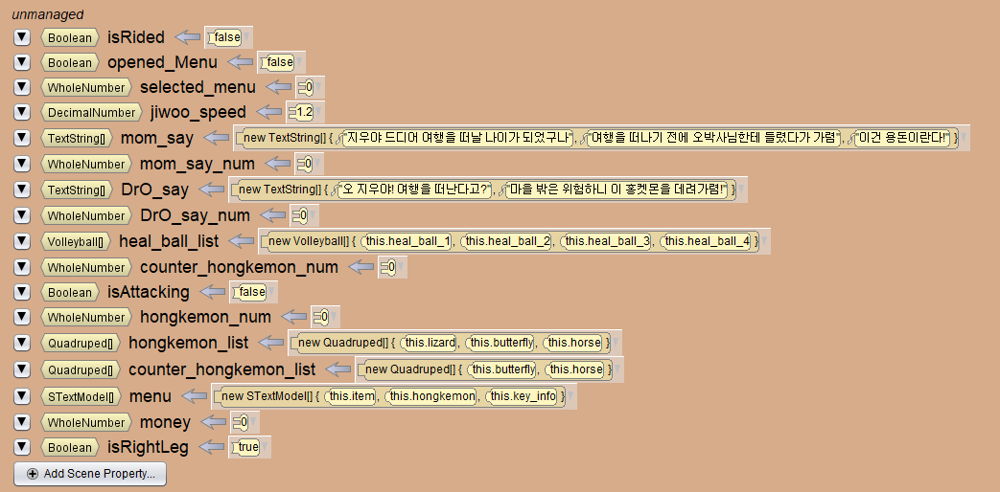 unmanaged
Boolean isRided false
Boolean opened_Menu false
WholeNumber selected_menu =0
DecimalNumber jiwoo_speed =1.2
TextString[] mom_say new TextString[] { "지우야 드디어 여행을 떠날 나이가 되었구나", "여행을 떠나기 전에 오박사님한테 들렸다가 가렴", "이건 용돈이란다!" }
WholeNumber mom_say_num =0
TextString[] DrO_say new TextString[] { "오 지우야! 여행을 떠난다고?", "마을 밖은 위험하니 이 홍켓몬을 데려가렴!" }
WholeNumber DrO_say_num =0
Volleyball[] heal_ball_list new Volleyball[] { this.heal_ball_1, this.heal_ball_2, this.heal_ball_3, this.heal_ball_4 }
WholeNumber counter_hongkemon_num =0
Boolean isAttacking false
WholeNumber hongkemon_num =0
Quadruped[] hongkemon_list new Quadruped[] { this.lizard, this.butterfly, this.horse }
Quadruped[] counter_hongkemon_list new Quadruped[] { this.butterfly, this.horse }
STextModel[] menu new STextModel[] { this.item, this.hongkemon, this.key_info }
WholeNumber money =0
Boolean isRightLeg true
Add Scene Property...